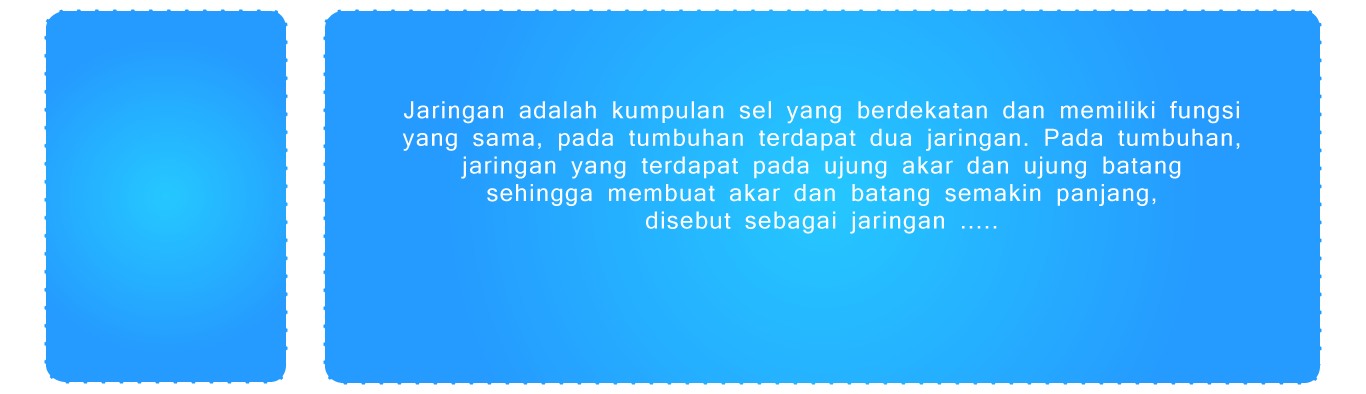 Jaringan adalah kumpulan sel yang berdekatan dan memiliki fungsi
yang sama, pada tumbuhan terdapat dua jaringan. Pada tumbuhan,
jaringan yang terdapat pada ujung akar dan ujung batang
sehingga membuat akar dan batang semakin panjang,
disebut sebagai jaringan .....